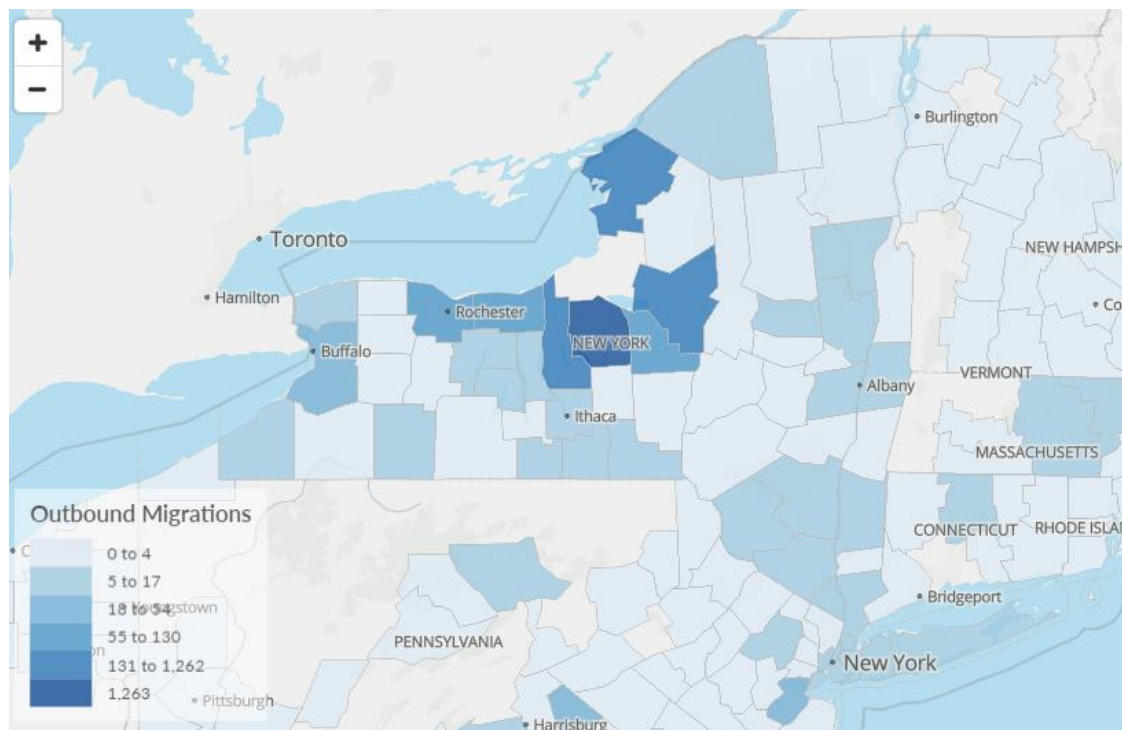 +
−
Burlington
Toronto
NEW HAMPSH
Hamilton
Co
Rochester
NEW YORK
Buffalo
VERMONT
Albany
Ithaca
MASSACHUSETTS
Outbound Migrations
CONNECTICUT
RHODE ISLAN
0 to 4
5 to 17
18 to 54
Youngstown
Bridgeport
55 to 130
PENNSYLVANIA
131 to 1,262
New York
1,263
Pittsburgh
Harrisburg